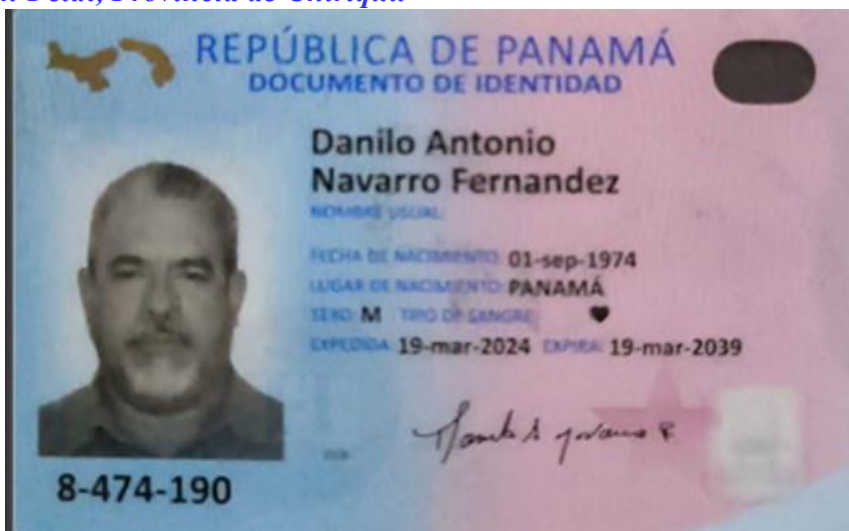 Provincia de Chiriquí.
REPÚBLICA DE PANAMÁ
DOCUMENTO DE IDENTIDAD
Danilo Antonio
Navarro Fernandez
NOMBRE USUAL:
FECHA DE NACIMIENTO: 01-sep-1974
LUGAR DE NACIMIENTO: PANAMÁ
SEXO: M TIPO DE SANGRE:
EXPEDIDA: 19-mar-2024 EXPIRA: 19-mar-2039
8-474-190